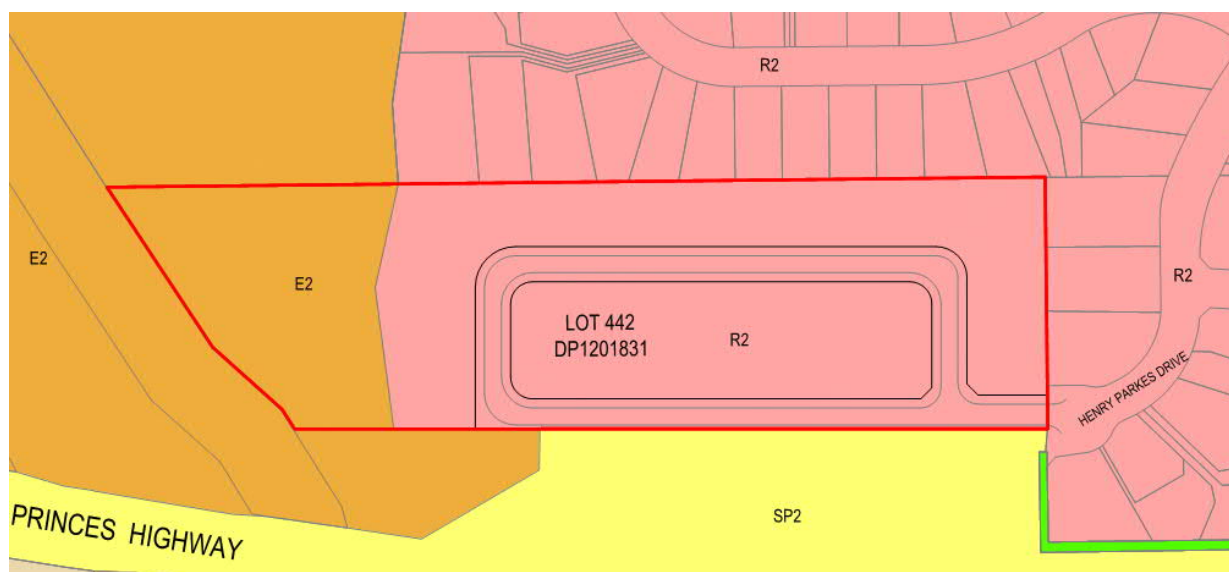 R2
E2
E2
R2
LOT 442
DP1201831
R2
HENRY PARKES DRIVE
PRINCES HIGHWAY
SP2